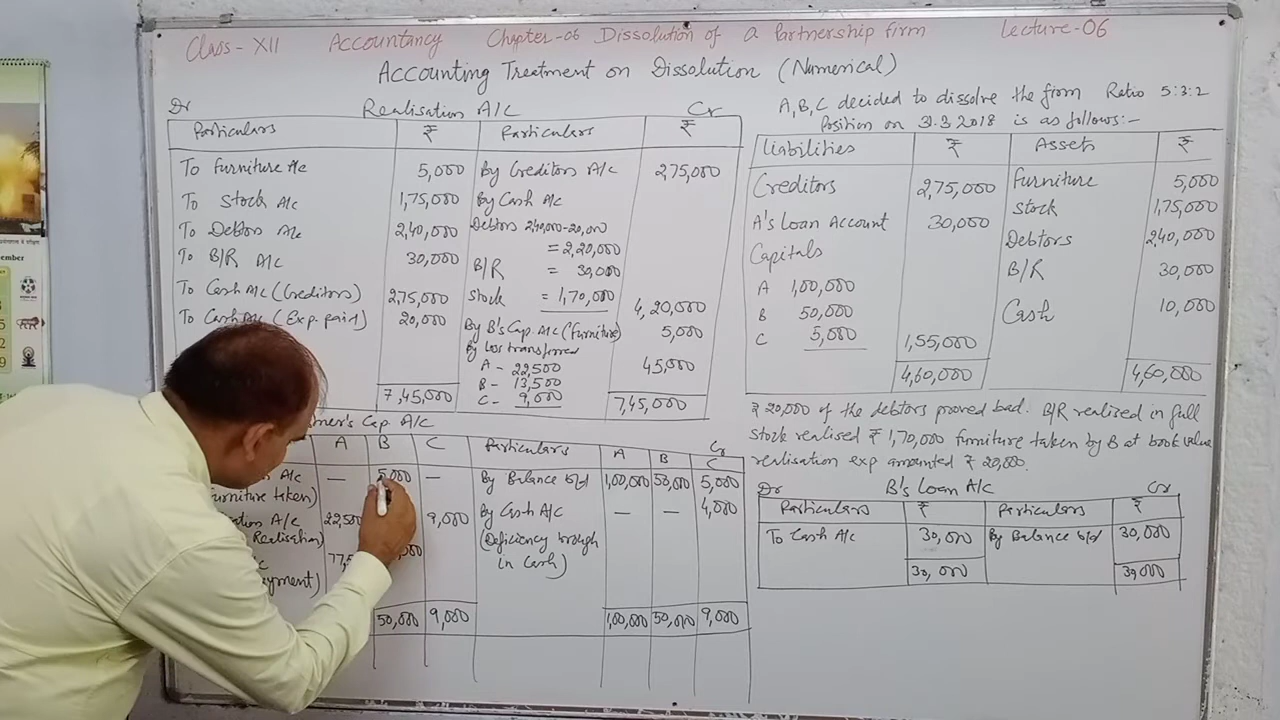 Class - XII Accountancy Chapter-06 Dissolution of a Partnership firm Lecture-06
Accounting Treatment on Dissolution (Numerical)
Dr Realisation A/c Cr
Particulars ₹ Particulars ₹
To Furniture A/c 5,000 By Creditors A/c 2,75,000
To Stock A/c 1,75,000 By Cash A/c
To Debtors A/c 2,40,000 Debtors 2,40,000-20,000
= 2,20,000
To B/R A/c 30,000 B/R = 30,000
To Cash A/c (Creditors) 2,75,000 Stock = 1,70,000 4,20,000
To Cash A/c (Exp. paid) 20,000 By B's Cap. A/c (Furniture) 5,000
By Loss transferred
A - 22,500 45,000
B - 13,500
C - 9,000
7,45,000 7,45,000
A, B, C decided to dissolve the firm Ratio 5:3:2
Position on 31.3.2018 is as follows:-
Liabilities ₹ Assets ₹
Creditors 2,75,000 Furniture 5,000
A's Loan Account 30,000 Stock 1,75,000
Capitals Debtors 2,40,000
A 1,00,000 B/R 30,000
B 50,000 Cash 10,000
C 5,000 1,55,000
4,60,000 4,60,000
₹ 20,000 of the debtors proved bad. B/R realised in full
stock realised ₹ 1,70,000 furniture taken by B at book value
realisation exp amounted ₹ 20,000.
Cap. A/c
Cr
A B C Particulars A B C
A/c — 5,000 — By Balance b/d 1,00,000 50,000 5,000
taken) By Cash A/c — — 4,000
A/c 22,500 9,000 (Deficiency brough
Realisation) in Cash)
50,000 9,000 1,00,000 50,000 9,000
Dr B's Loan A/c Cr
Particulars ₹ Particulars ₹
To Cash A/c 30,000 By Balance b/d 30,000
30,000 30,000